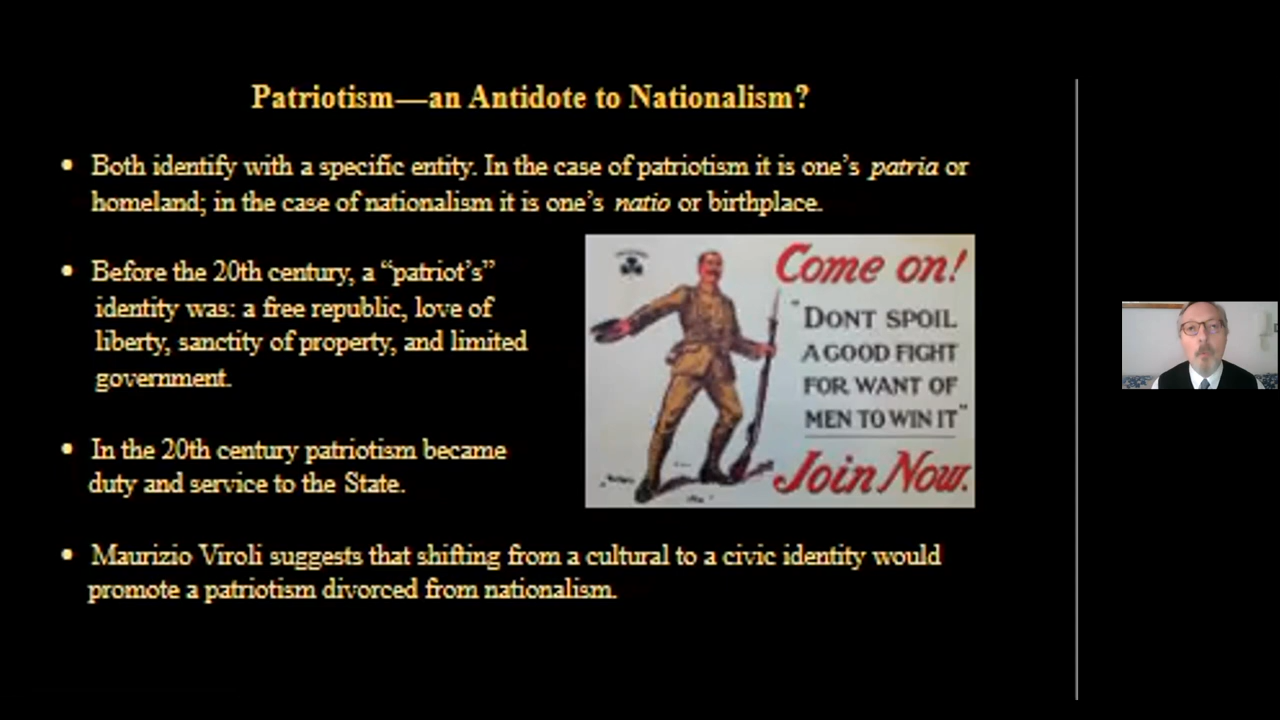 Patriotism—an Antidote to Nationalism?
• Both identify with a specific entity. In the case of patriotism it is one’s patria or
homeland; in the case of nationalism it is one’s natio or birthplace.
• Before the 20th century, a “patriot’s”
identity was: a free republic, love of
liberty, sanctity of property, and limited
government.
Come on!
"DONT SPOIL
A GOOD FIGHT
FOR WANT OF
MEN TO WIN IT"
Join Now.
• In the 20th century patriotism became
duty and service to the State.
• Maurizio Viroli suggests that shifting from a cultural to a civic identity would
promote a patriotism divorced from nationalism.